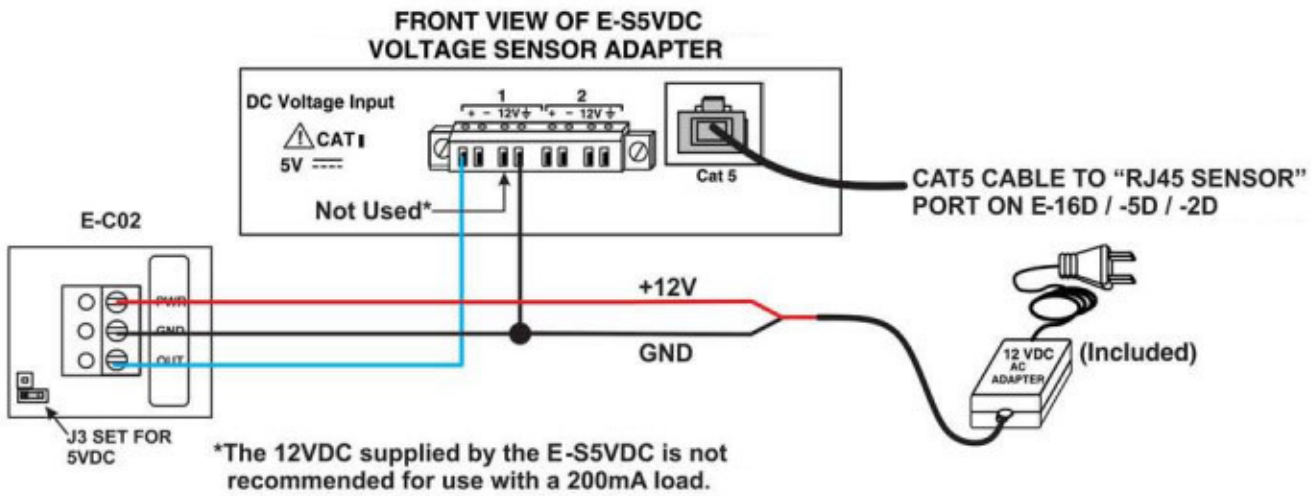 FRONT VIEW OF E-S5VDC
VOLTAGE SENSOR ADAPTER
DC Voltage Input
CAT I
5V
1 2
+ - 12V + - 12V
Cat 5
Not Used*
CAT5 CABLE TO “RJ45 SENSOR”
PORT ON E-16D / -5D / -2D
E-C02
PWR
GND
OUT
+12V
GND
12 VDC
AC
ADAPTER
(Included)
J3 SET FOR
5VDC
*The 12VDC supplied by the E-S5VDC is not
recommended for use with a 200mA load.